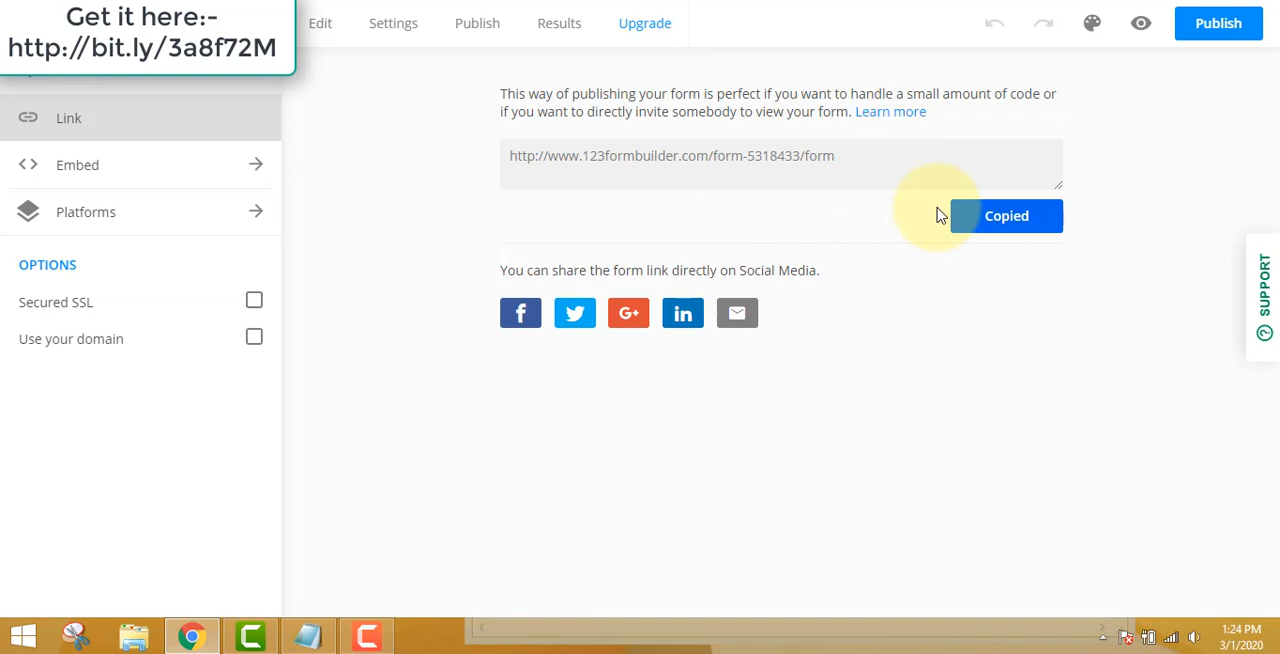 Get it here:-
http://bit.ly/3a8f72M
Edit
Settings
Publish
Results
Upgrade
Publish
Link
Embed
Platforms
OPTIONS
Secured SSL
Use your domain
This way of publishing your form is perfect if you want to handle a small amount of code or
if you want to directly invite somebody to view your form. Learn more
http://www.123formbuilder.com/form-5318433/form
Copied
You can share the form link directly on Social Media.
f
G+
in
SUPPORT
1:24 PM
3/1/2020